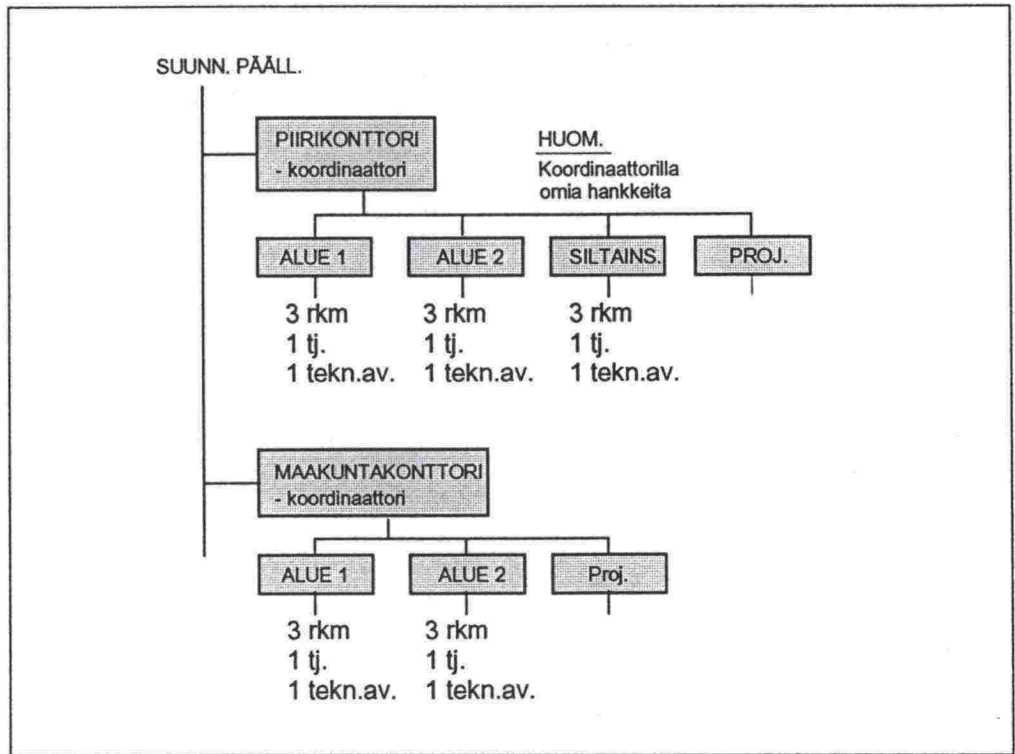 SUUNN. PÄÄLL.
PIIRIKONTTORI
- koordinaattori
HUOM.
Koordinaattorilla
omia hankkeita
ALUE 1
ALUE 2
SILTAINS.
PROJ.
3 rkm
1 tj.
1 tekn.av.
3 rkm
1 tj.
1 tekn.av.
3 rkm
1 tj.
1 tekn.av.
MAAKUNTAKONTTORI
- koordinaattori
ALUE 1
ALUE 2
Proj.
3 rkm
1 tj.
1 tekn.av.
3 rkm
1 tj.
1 tekn.av.